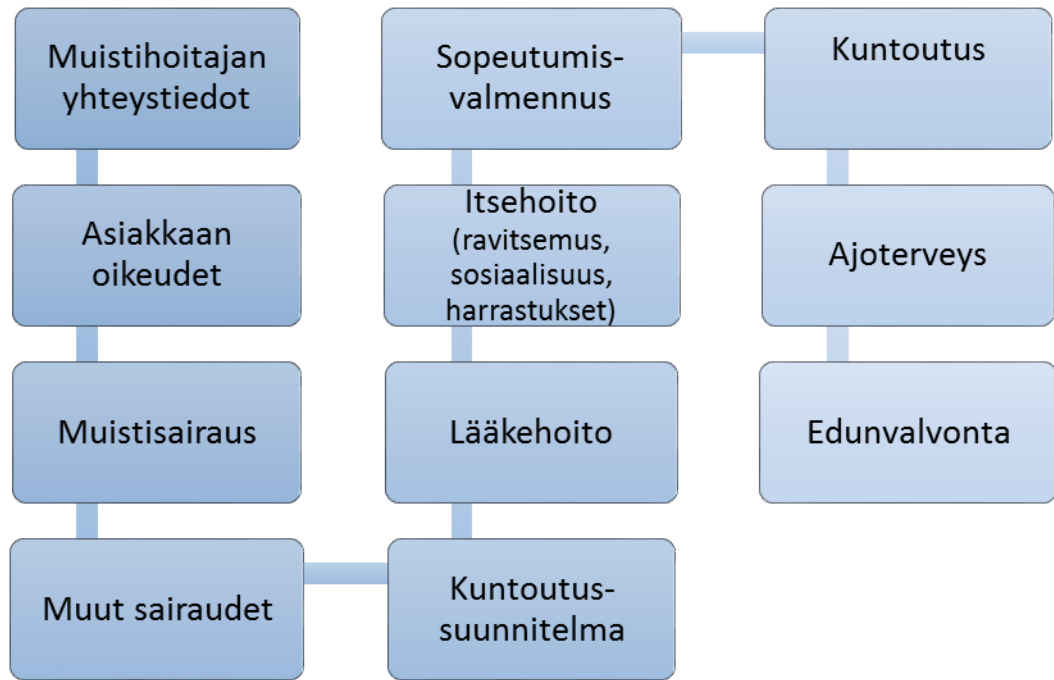 Muistihoitajan
yhteystiedot
Asiakkaan
oikeudet
Muistisairaus
Muut sairaudet
Kuntoutus-
suunnitelma
Lääkehoito
Itsehoito
(ravitsemus,
sosiaalisuus,
harrastukset)
Sopeutumis-
valmennus
Kuntoutus
Ajoterveys
Edunvalvonta